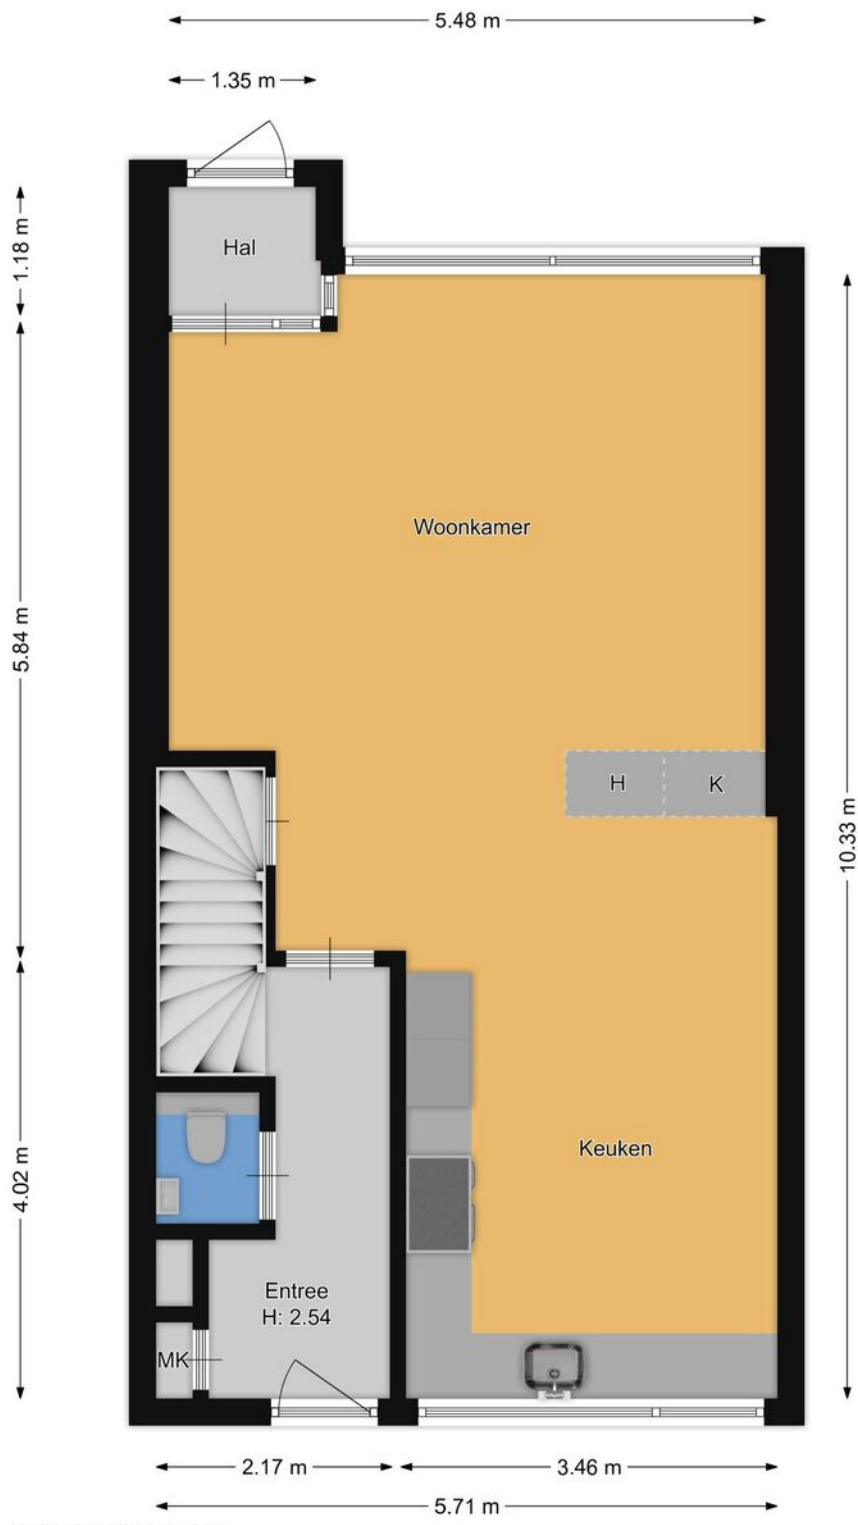 5.48 m
1.35 m
1.18 m
Hal
Woonkamer
5.84 m
H
K
10.33 m
Keuken
4.02 m
Entree
H: 2.54
MK
2.17 m
3.46 m
5.71 m